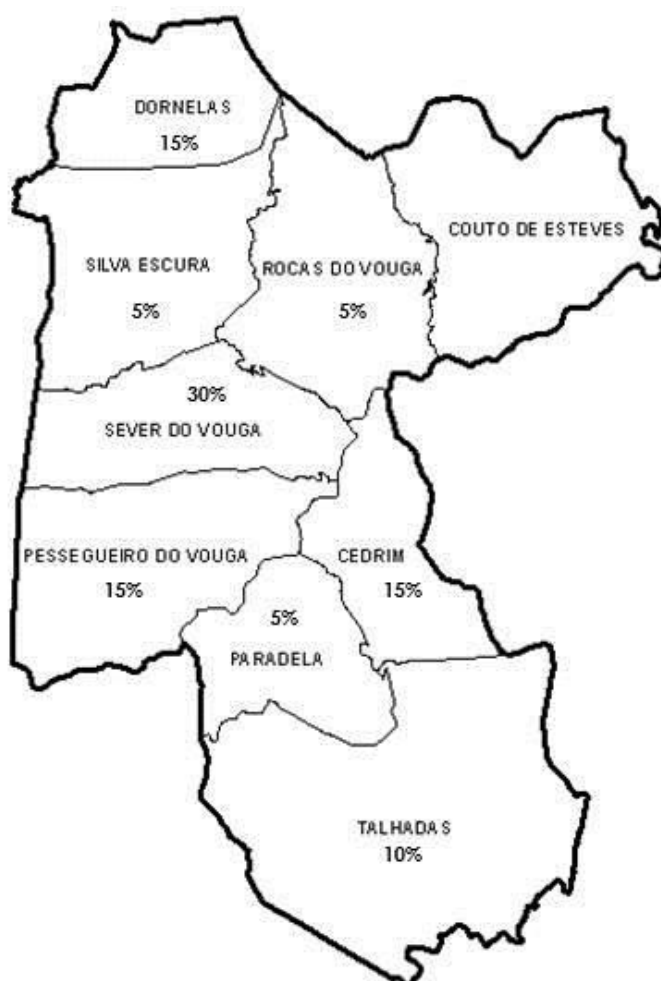 DORNELAS
15%
COUTO DE ESTEVES
SILVA ESCURA
5%
ROCAS DO VOUGA
5%
30%
SEVER DO VOUGA
PESSEGUEIRO DO VOUGA
15%
CEDRIM
15%
5%
PARADELA
TALHADAS
10%